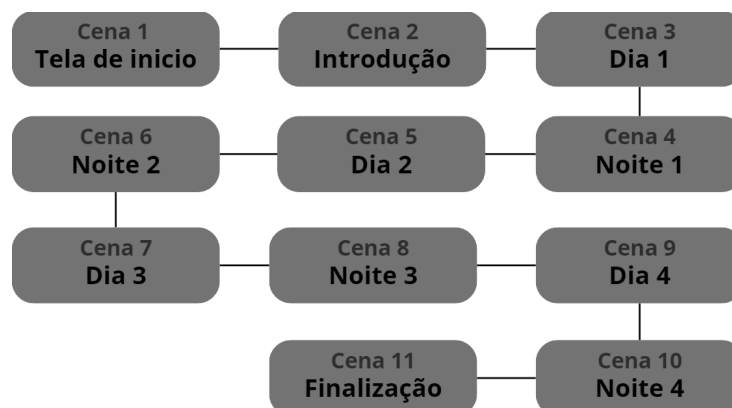 Cena 1
Tela de inicio
Cena 2
Introdução
Cena 3
Dia 1
Cena 4
Noite 1
Cena 5
Dia 2
Cena 6
Noite 2
Cena 7
Dia 3
Cena 8
Noite 3
Cena 9
Dia 4
Cena 10
Noite 4
Cena 11
Finalização